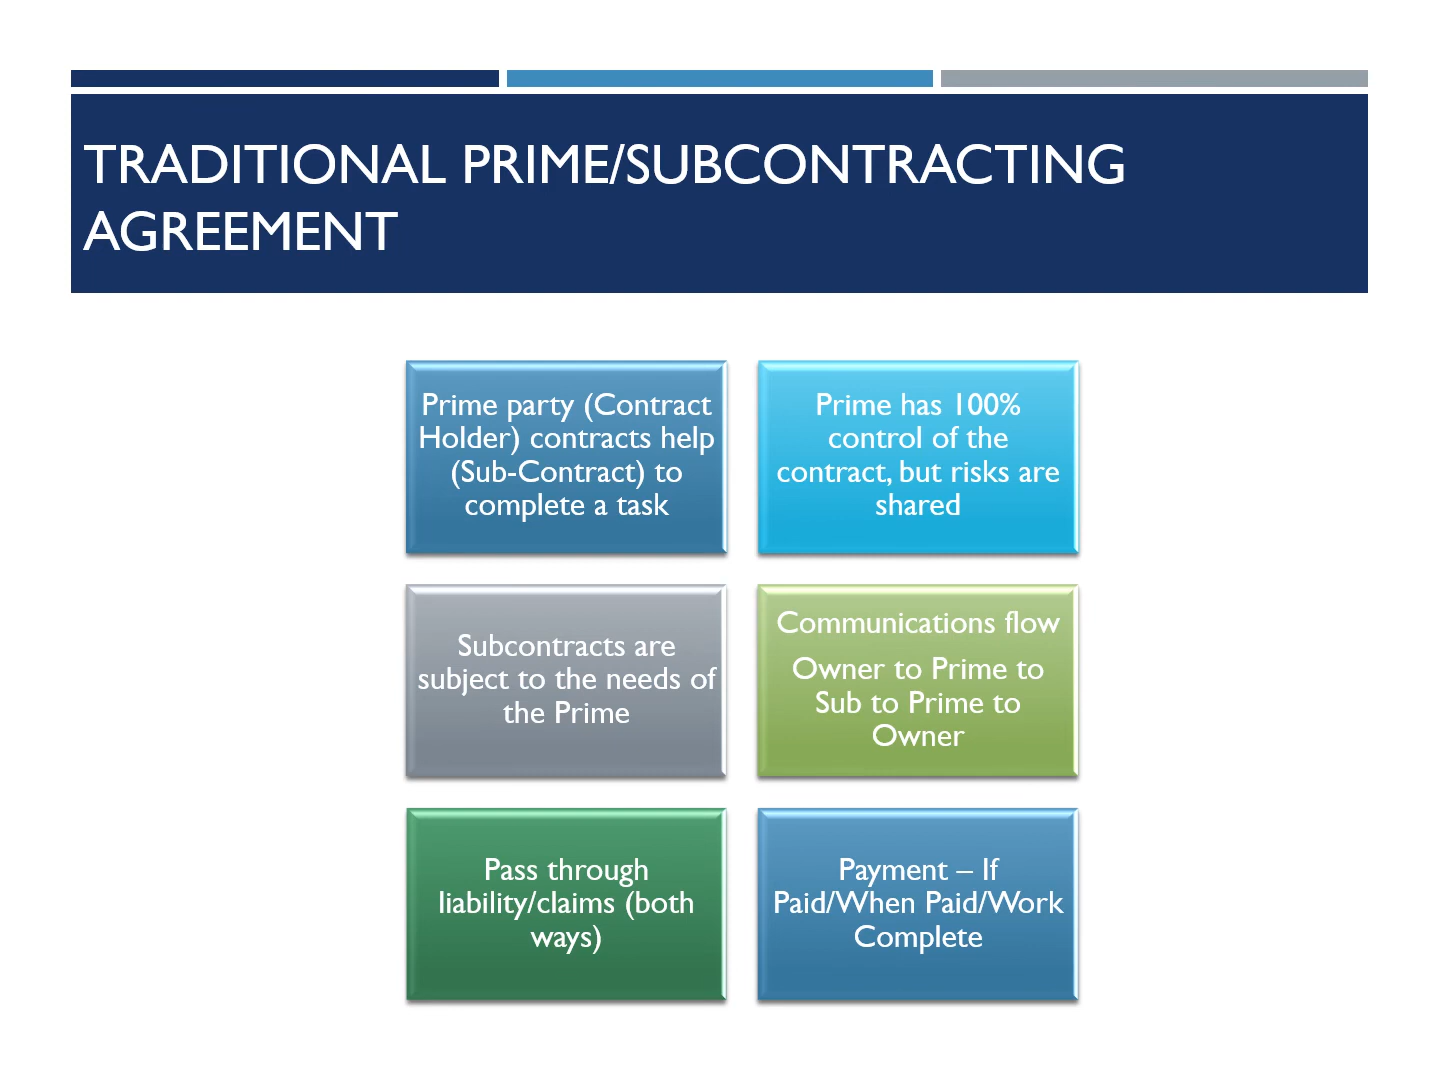 TRADITIONAL PRIME/SUBCONTRACTING
AGREEMENT
Prime party (Contract
Holder) contracts help
(Sub-Contract) to
complete a task
Prime has 100%
control of the
contract, but risks are
shared
Subcontracts are
subject to the needs of
the Prime
Communications flow
Owner to Prime to
Sub to Prime to
Owner
Pass through
liability/claims (both
ways)
Payment – If
Paid/When Paid/Work
Complete